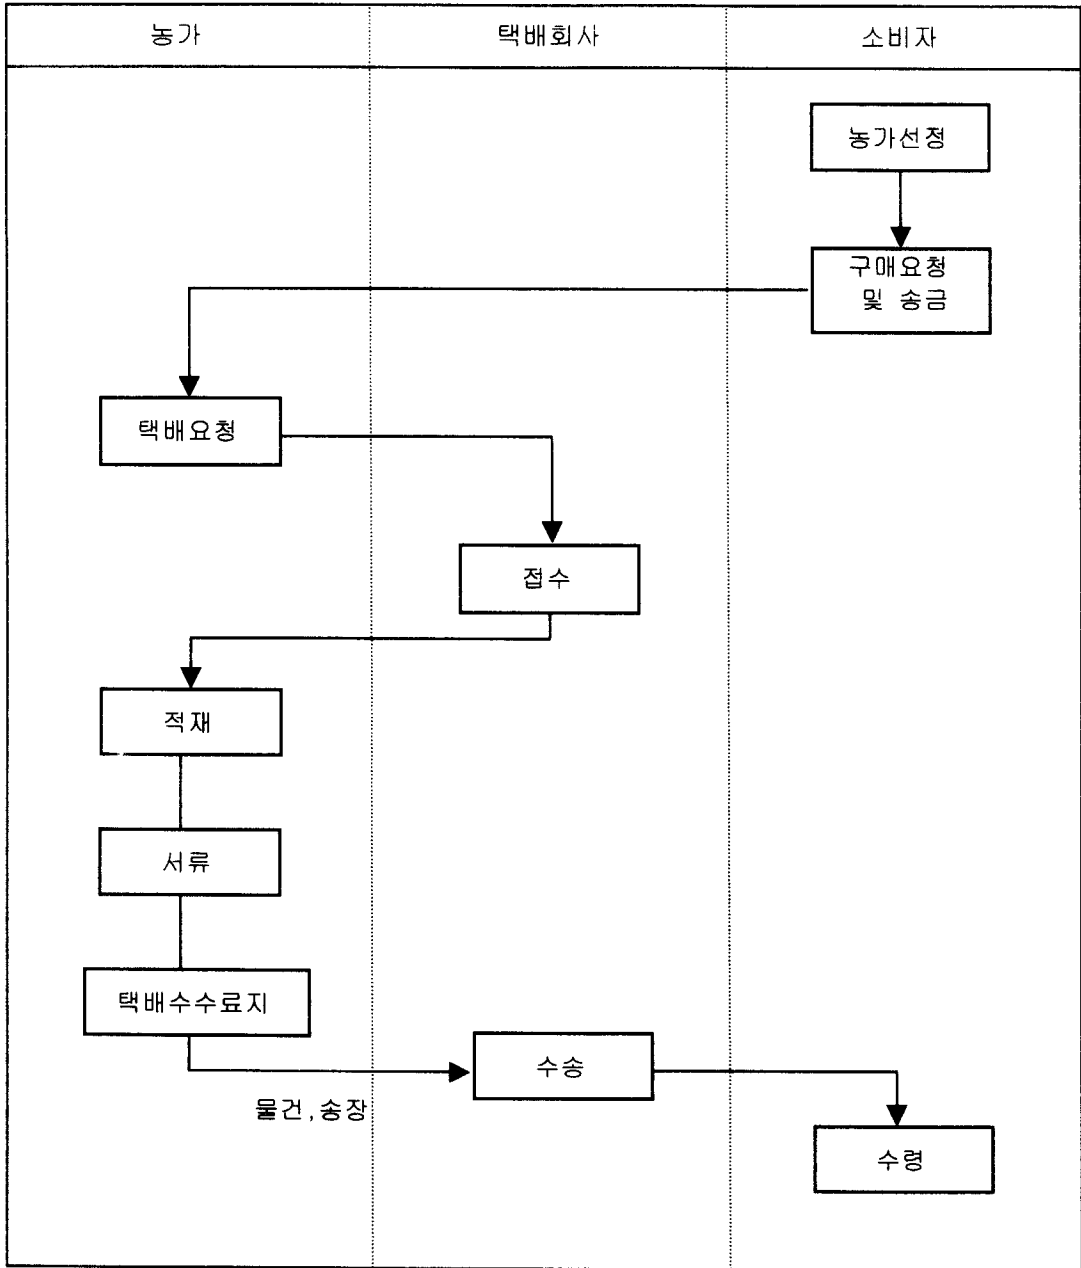 농가
택배회사
소비자
농가선정
구매요청
및 송금
택배요청
접수
적재
서류
택배수수료지
수송
물건,송장
수령